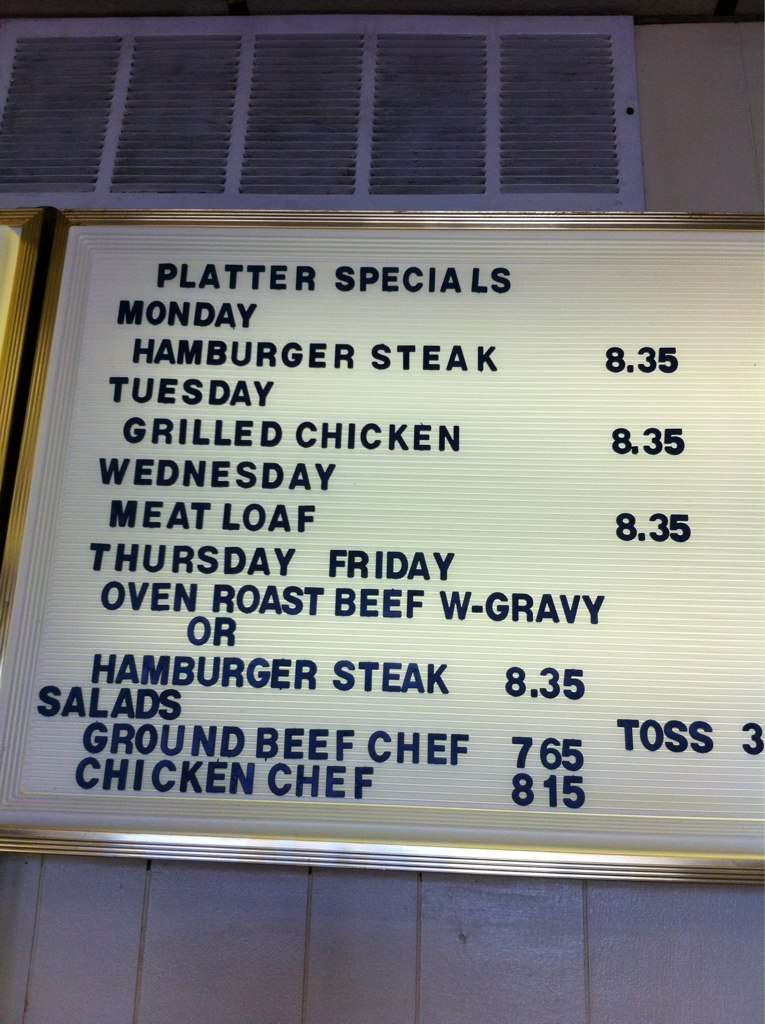 PLATTER SPECIALS
MONDAY
HAMBURGER STEAK 8.35
TUESDAY
GRILLED CHICKEN 8.35
WEDNESDAY
MEAT LOAF 8.35
THURSDAY FRIDAY
OVEN ROAST BEEF W-GRAVY
OR
HAMBURGER STEAK 8.35
SALADS
GROUND BEEF CHEF 765 TOSS 3
CHICKEN CHEF 815